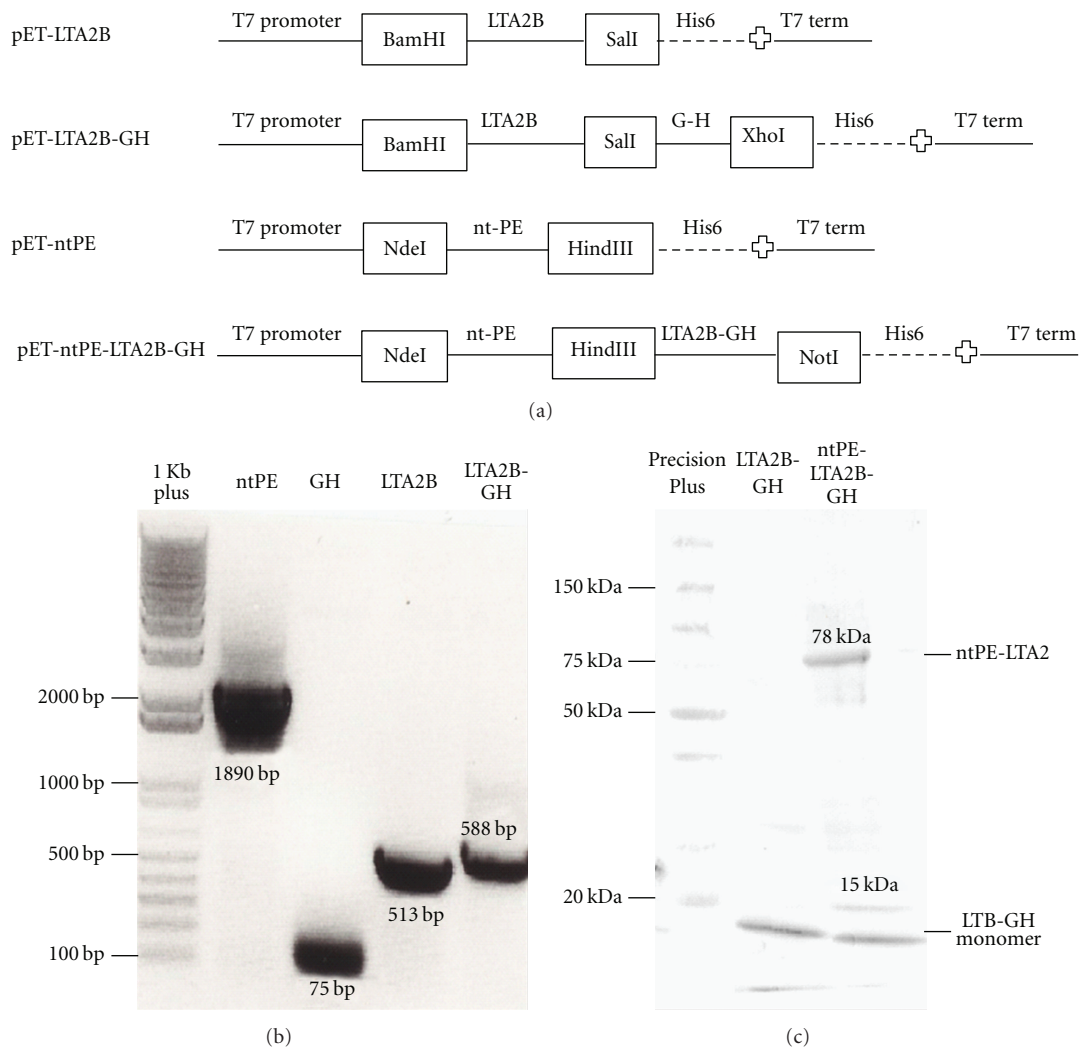 T7 promoter LTA2B His6 T7 term
pET-LTA2B BamHI SalI
T7 promoter LTA2B G-H His6 T7 term
pET-LTA2B-GH BamHI SalI XhoI
T7 promoter nt-PE His6 T7 term
pET-ntPE NdeI HindIII
T7 promoter nt-PE LTA2B-GH His6 T7 term
pET-ntPE-LTA2B-GH NdeI HindIII NotI
(a)
1 Kb
plus
ntPE
GH
LTA2B
LTA2B-
GH
2000 bp
1000 bp
500 bp
100 bp
1890 bp
75 bp
513 bp
588 bp
(b)
Precision
Plus
LTA2B-
GH
ntPE-
LTA2B-
GH
150 kDa
75 kDa
50 kDa
20 kDa
78 kDa
15 kDa
ntPE-LTA2
LTB-GH
monomer
(c)